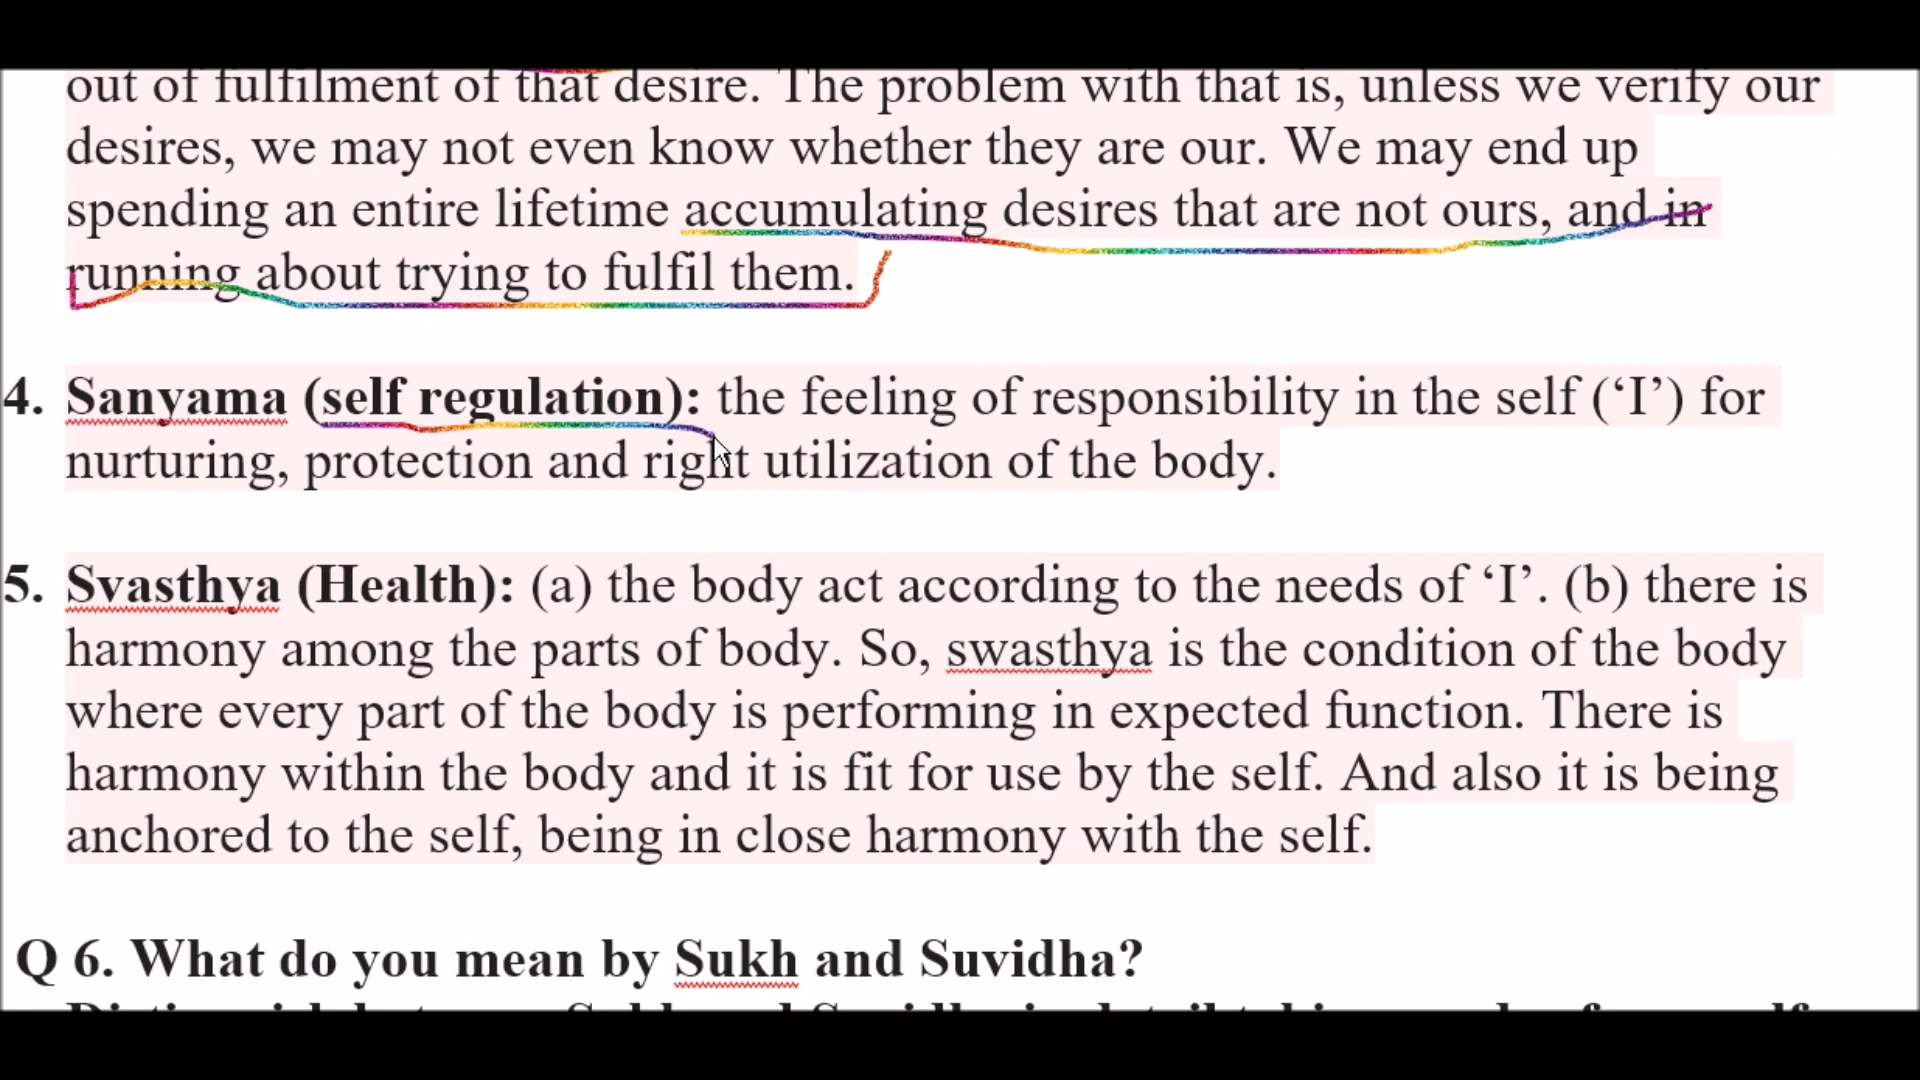 out of fulfilment of that desire. The problem with that is, unless we verify our
desires, we may not even know whether they are our. We may end up
spending an entire lifetime accumulating desires that are not ours, and in
running about trying to fulfil them.
4. Sanyama (self regulation): the feeling of responsibility in the self (‘I’) for
nurturing, protection and right utilization of the body.
5. Svasthya (Health): (a) the body act according to the needs of ‘I’. (b) there is
harmony among the parts of body. So, swasthya is the condition of the body
where every part of the body is performing in expected function. There is
harmony within the body and it is fit for use by the self. And also it is being
anchored to the self, being in close harmony with the self.
Q 6. What do you mean by Sukh and Suvidha?